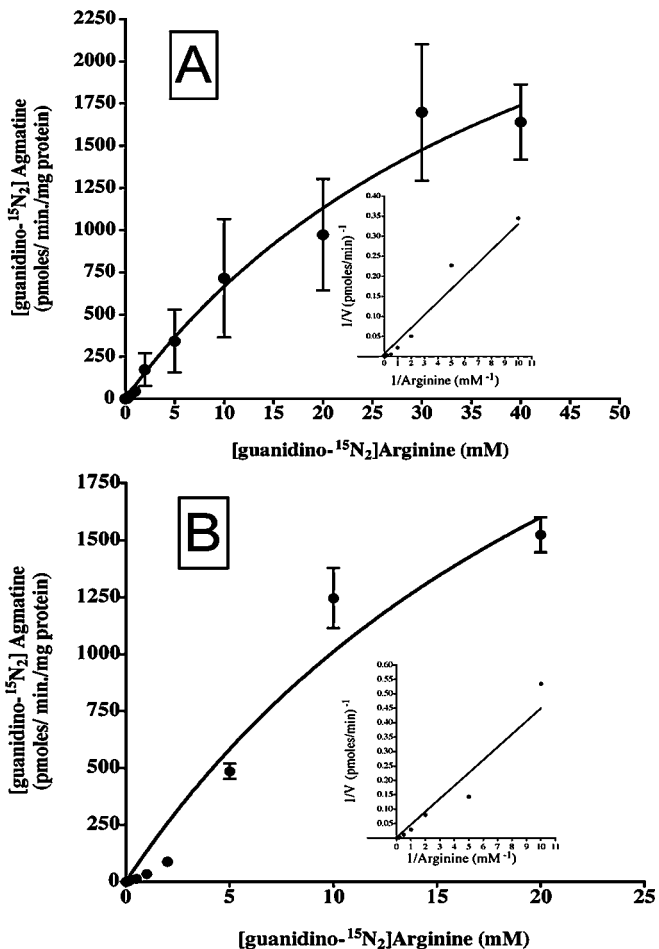 A
[guanidino-¹⁵N₂] Agmatine
(pmoles/ min./mg protein)
2250
2000
1750
1500
1250
1000
750
500
250
0
0 5 10 15 20 25 30 35 40 45 50
[guanidino-¹⁵N₂]Arginine (mM)
1/V (pmoles/min) ⁻¹
0.40
0.35
0.30
0.25
0.20
0.15
0.10
0.05
0 1 2 3 4 5 6 7 8 9 10 11
1/Arginine (mM ⁻¹)
B
[guanidino-¹⁵N₂] Agmatine
(pmoles/ min./mg protein)
1750
1500
1250
1000
750
500
250
0
0 5 10 15 20 25
[guanidino-¹⁵N₂]Arginine (mM)
1/V (pmoles/min) ⁻¹
0.60
0.55
0.50
0.45
0.40
0.35
0.30
0.25
0.20
0.15
0.10
0.05
0 1 2 3 4 5 6 7 8 9 10 11
1/Arginine (mM ⁻¹)